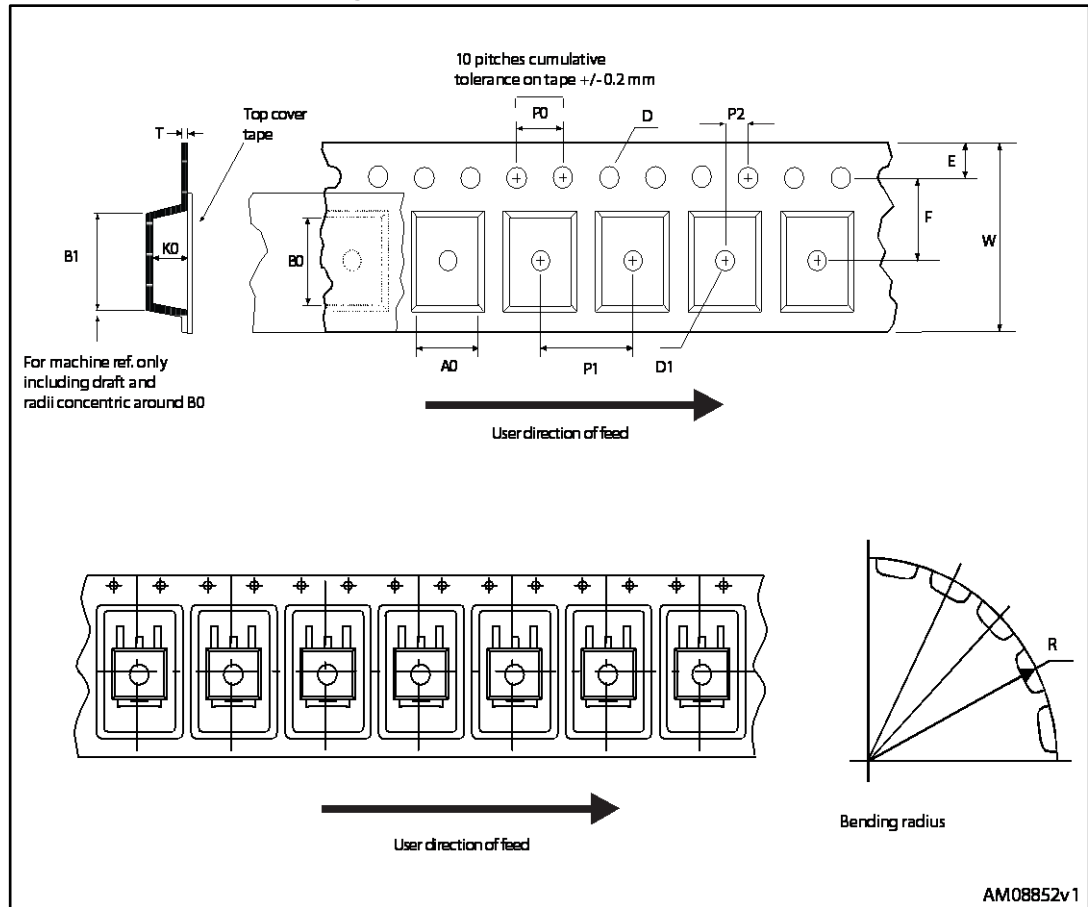 10 pitches cumulative
tolerance on tape +/- 0.2 mm
Top cover
tape
T
P0
D
P2
E
F
W
B1
K0
B0
For machine ref. only
including draft and
radii concentric around B0
A0
P1
D1
User direction of feed
R
Bending radius
User direction of feed
AM08852v1